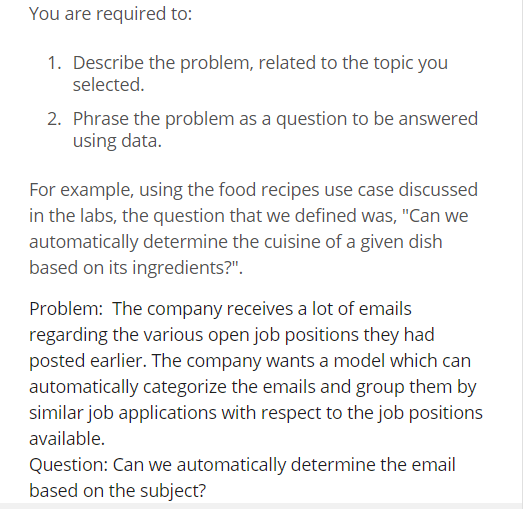 You are required to:
1. Describe the problem, related to the topic you
selected.
2. Phrase the problem as a question to be answered
using data.
For example, using the food recipes use case discussed
in the labs, the question that we defined was, "Can we
automatically determine the cuisine of a given dish
based on its ingredients?".
Problem: The company receives a lot of emails
regarding the various open job positions they had
posted earlier. The company wants a model which can
automatically categorize the emails and group them by
similar job applications with respect to the job positions
available.
Question: Can we automatically determine the email
based on the subject?